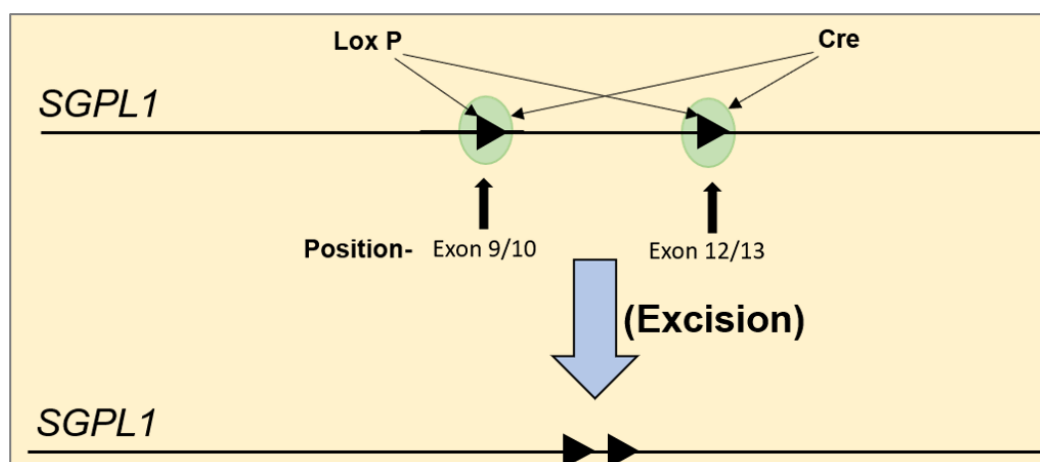 Lox P
Cre
SGPL1
Position- Exon 9/10 Exon 12/13
(Excision)
SGPL1